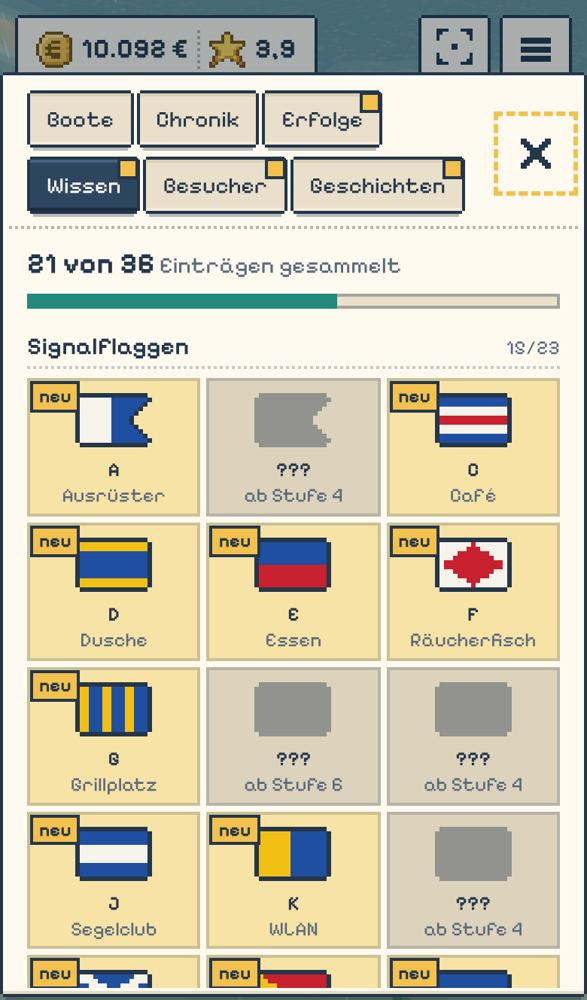 10.092 € 3,9
Boote Chronik Erfolge
Wissen Besucher Geschichten
21 von 36 Einträgen gesammelt
Signalflaggen 19/23
neu neu
A ??? C
Ausrüster ab Stufe 4 Café
neu neu neu
D E F
Dusche Essen Räucherfisch
neu
G ??? ???
Grillplatz ab Stufe 6 ab Stufe 4
neu neu
J K ???
Segelclub WLAN ab Stufe 4
neu neu neu